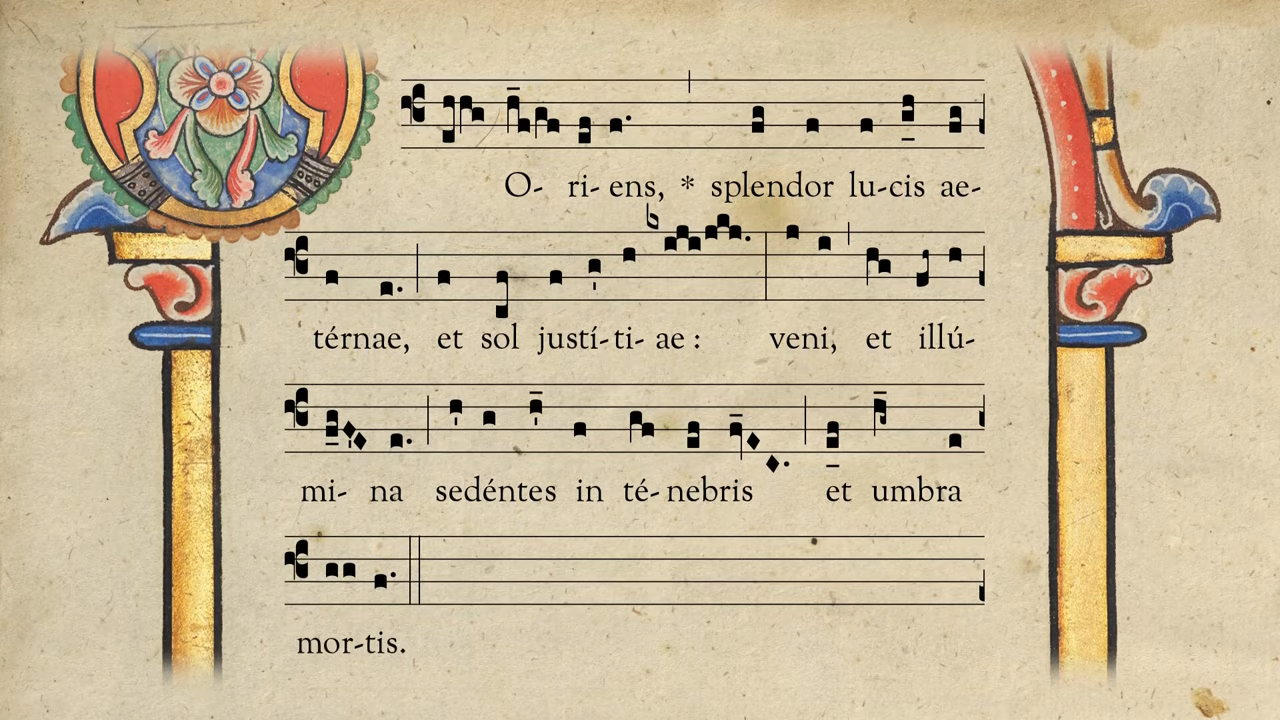 O- ri- ens, * splendor lu-cis ae-
térnae, et sol justí-ti- ae : veni, et illú-
mi- na sedéntes in té-nebris et umbra
mor-tis.